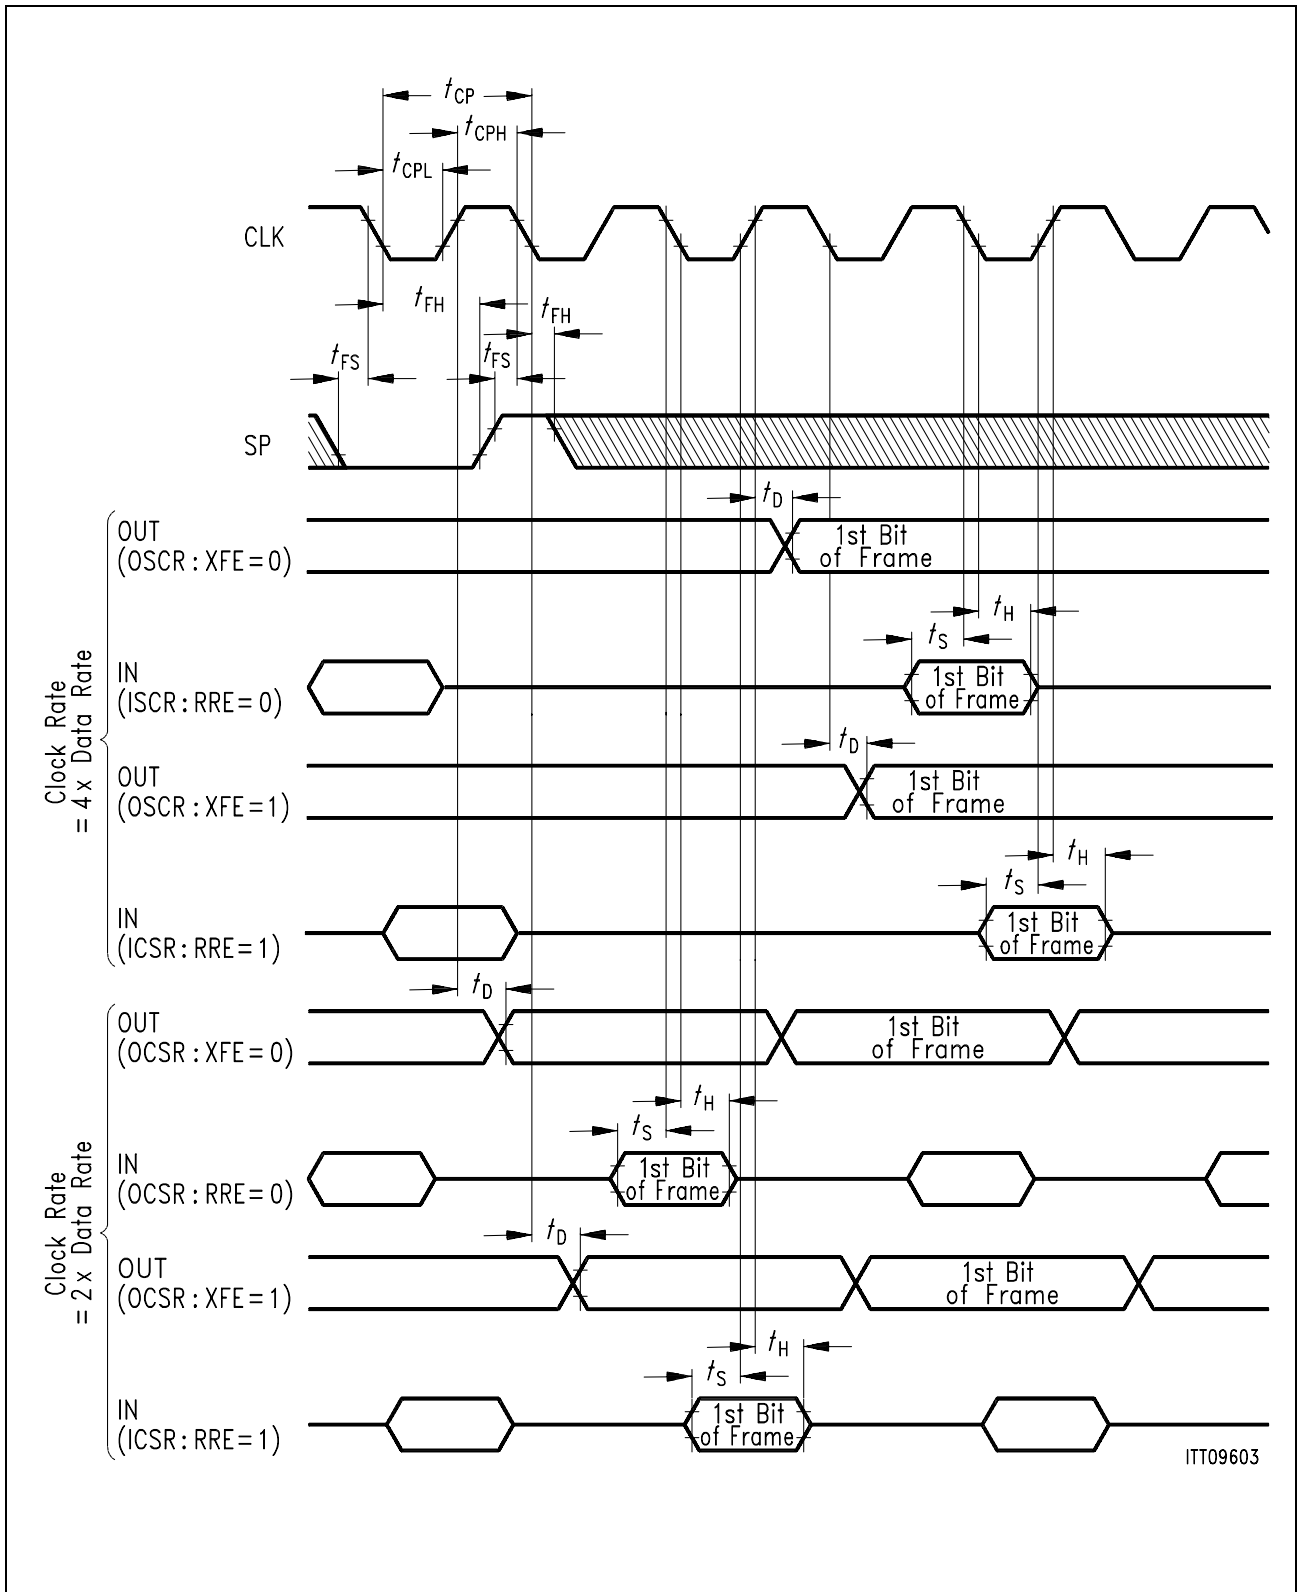 tCP
tCPH
tCPL
CLK
tFH
tFH
tFS
tFS
SP
tD
OUT
(OSCR:XFE=0)
1st Bit
of Frame
tH
tS
IN
(ISCR:RRE=0)
1st Bit
of Frame
Clock Rate
= 4x Data Rate
tD
OUT
(OSCR:XFE=1)
1st Bit
of Frame
tH
tS
IN
(ICSR:RRE=1)
1st Bit
of Frame
tD
OUT
(OCSR:XFE=0)
1st Bit
of Frame
tH
tS
IN
(OCSR:RRE=0)
1st Bit
of Frame
Clock Rate
= 2x Data Rate
tD
OUT
(OCSR:XFE=1)
1st Bit
of Frame
tH
tS
IN
(ICSR:RRE=1)
1st Bit
of Frame
ITT09603